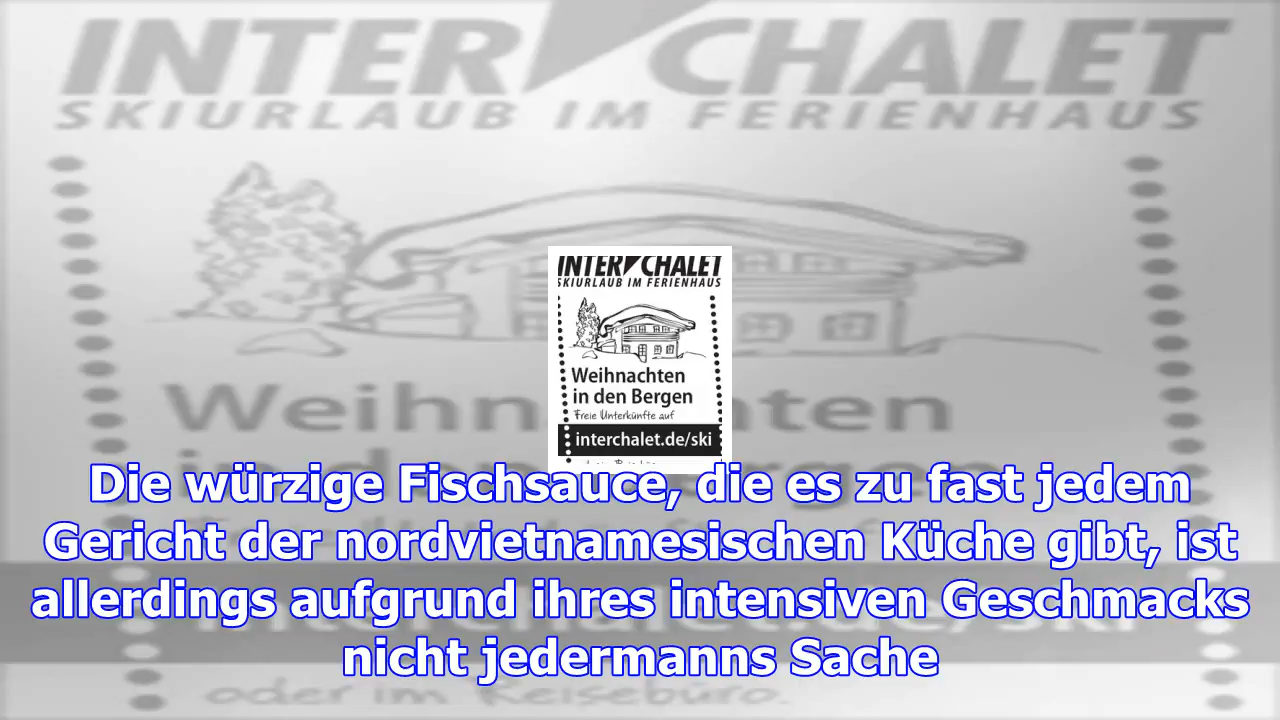 INTER CHALET
SKIURLAUB IM FERIENHAUS
INTER CHALET
SKIURLAUB IM FERIENHAUS
Weihnachten
in den Bergen
Freie Unterkünfte auf
interchalet.de/ski
Die würzige Fischsauce, die es zu fast jedem
Gericht der nordvietnamesischen Küche gibt, ist
allerdings aufgrund ihres intensiven Geschmacks
nicht jedermanns Sache
oder im Reisebüro.